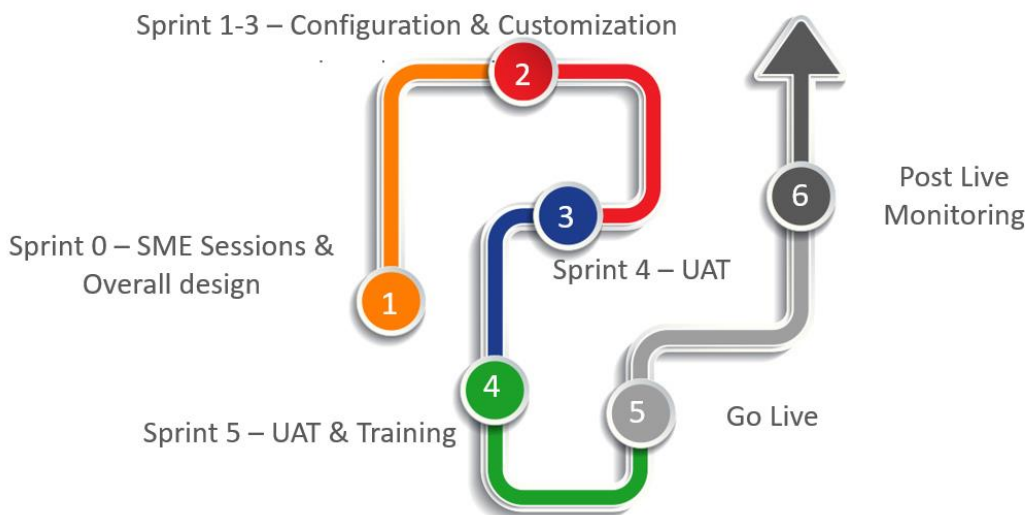 Sprint 1-3 – Configuration & Customization
2
1
Sprint 0 – SME Sessions &
Overall design
3
Sprint 4 – UAT
4
Sprint 5 – UAT & Training
5
Go Live
6
Post Live
Monitoring